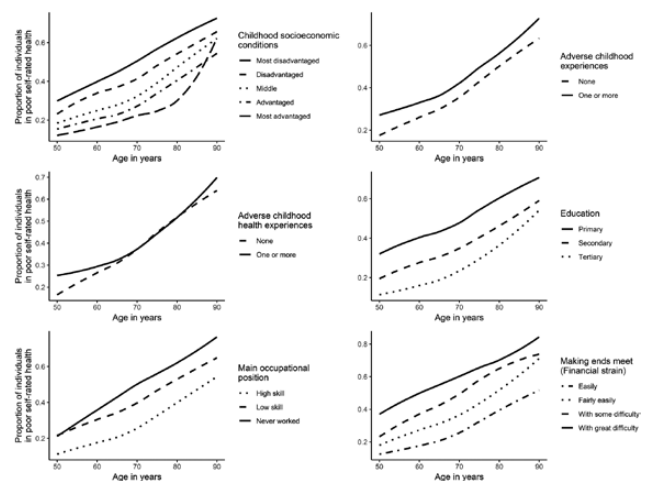 Proportion of individuals
in poor self-rated health
0.6
0.4
0.2
50 60 70 80 90
Age in years
Childhood socioeconomic
conditions
Most disadvantaged
Disadvantaged
Middle
Advantaged
Most advantaged
0.6
0.4
0.2
50 60 70 80 90
Age in years
Adverse childhood
experiences
None
One or more
Proportion of individuals
in poor self-rated health
0.7
0.6
0.5
0.4
0.3
0.2
50 60 70 80 90
Age in years
Adverse childhood
health experiences
None
One or more
0.6
0.4
0.2
50 60 70 80 90
Age in years
Education
Primary
Secondary
Tertiary
Proportion of individuals
in poor self-rated health
0.6
0.4
0.2
50 60 70 80 90
Age in years
Main occupational
position
High skill
Low skill
Never worked
0.8
0.6
0.4
0.2
50 60 70 80 90
Age in years
Making ends meet
(Financial strain)
Easily
Fairly easily
With some difficulty
With great difficulty